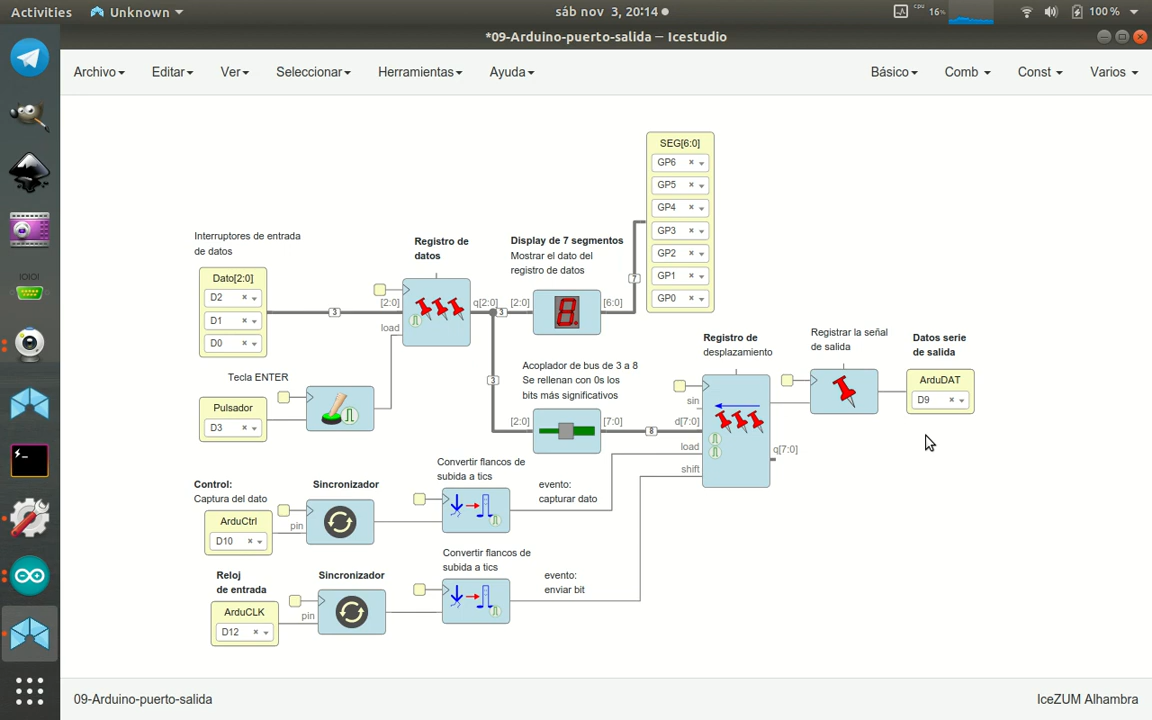 Activities
Unknown
sáb nov 3, 20:14
cpu
16%
100 %
*09-Arduino-puerto-salida — Icestudio
Archivo
Editar
Ver
Seleccionar
Herramientas
Ayuda
Básico
Comb
Const
Varios
SEG[6:0]
GP6
GP5
GP4
GP3
GP2
GP1
GP0
Interruptores de entrada
de datos
Dato[2:0]
D2
D1
D0
3
Registro de
datos
[2:0]
load
q[2:0]
3
Display de 7 segmentos
Mostrar el dato del
registro de datos
[2:0]
[6:0]
7
Tecla ENTER
Pulsador
D3
3
Acoplador de bus de 3 a 8
Se rellenan con 0s los
bits más significativos
[2:0]
[7:0]
8
Registro de
desplazamiento
sin
d[7:0]
load
shift
q[7:0]
Registrar la señal
de salida
Datos serie
de salida
ArduDAT
D9
Control:
Captura del dato
ArduCtrl
D10
Sincronizador
pin
Convertir flancos de
subida a tics
evento:
capturar dato
Reloj
de entrada
ArduCLK
D12
Sincronizador
pin
Convertir flancos de
subida a tics
evento:
enviar bit
09-Arduino-puerto-salida
IceZUM Alhambra